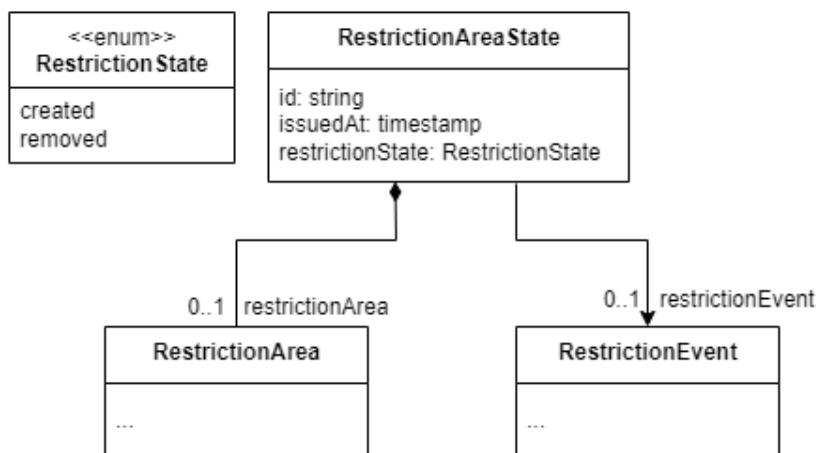 <<enum>>
RestrictionState
created
removed
RestrictionAreaState
id: string
issuedAt: timestamp
restrictionState: RestrictionState
0..1 restrictionArea
0..1 restrictionEvent
RestrictionArea
...
RestrictionEvent
...